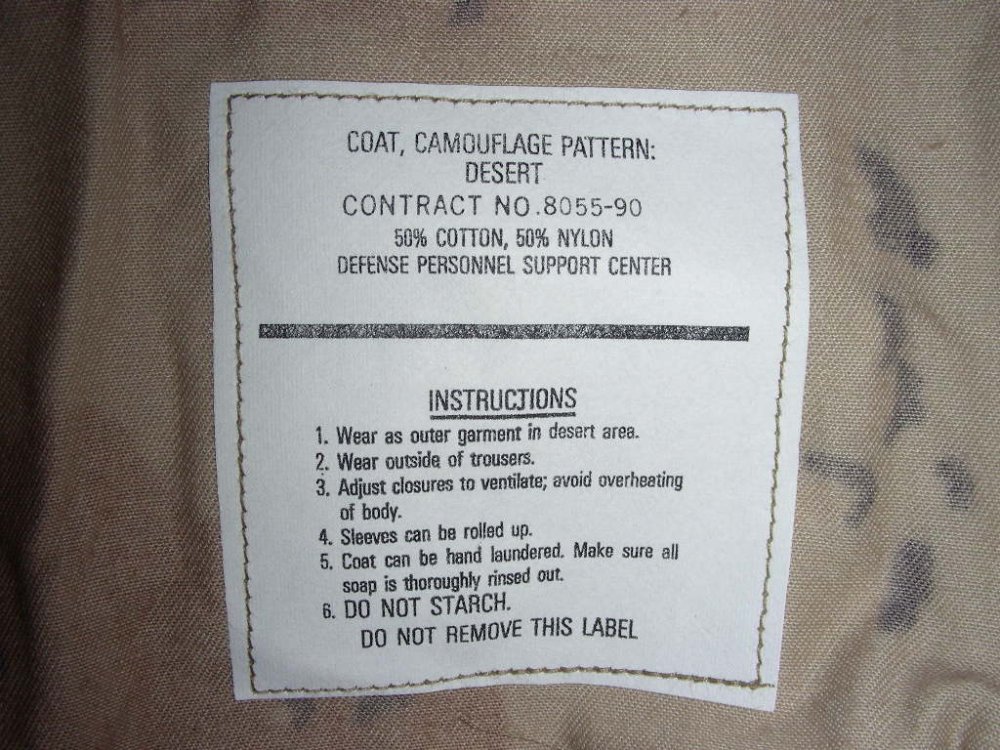 COAT, CAMOUFLAGE PATTERN:
DESERT
CONTRACT NO.8055-90
50% COTTON, 50% NYLON
DEFENSE PERSONNEL SUPPORT CENTER
INSTRUCTIONS
1. Wear as outer garment in desert area.
2. Wear outside of trousers.
3. Adjust closures to ventilate; avoid overheating
of body.
4. Sleeves can be rolled up.
5. Coat can be hand laundered. Make sure all
soap is thoroughly rinsed out.
6. DO NOT STARCH.
DO NOT REMOVE THIS LABEL